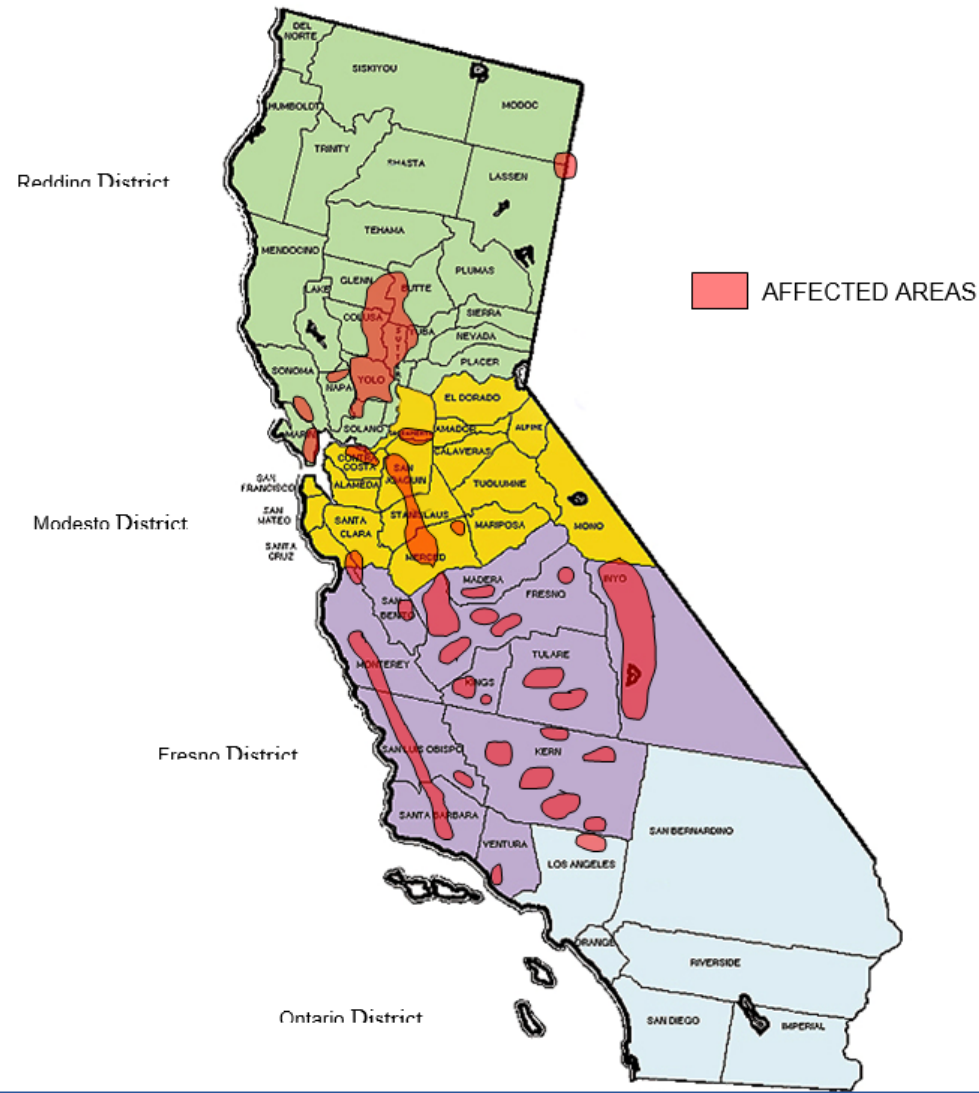 DEL
NORTE
SISKIYOU
MODOC
HUMBOLDT
TRINITY
SHASTA
LASSEN
Redding District
TEHAMA
MENDOCINO
PLUMAS
GLENN
BUTTE
LAKE
AFFECTED AREAS
COLUSA
SIERRA
SUTT
YUBA
NEVADA
PLACER
SONOMA
NAPA
YOLO
EL DORADO
SOLANO
SACRAMENTO
AMADOR
ALPINE
MARIN
CALAVERAS
CONTRA
COSTA
SAN
JOAQUIN
SAN
FRANCISCO
ALAMEDA
TUOLUMNE
SAN
MATEO
STANISLAUS
SANTA
CLARA
MARIPOSA
MONO
Modesto District
SANTA
CRUZ
MERCED
MADERA
INYO
FRESNO
SAN
BENITO
TULARE
MONTEREY
KINGS
Fresno District
SAN LUIS OBISPO
KERN
SANTA BARBARA
SAN BERNARDINO
VENTURA
LOS ANGELES
ORANGE
RIVERSIDE
Ontario District
SAN DIEGO
IMPERIAL